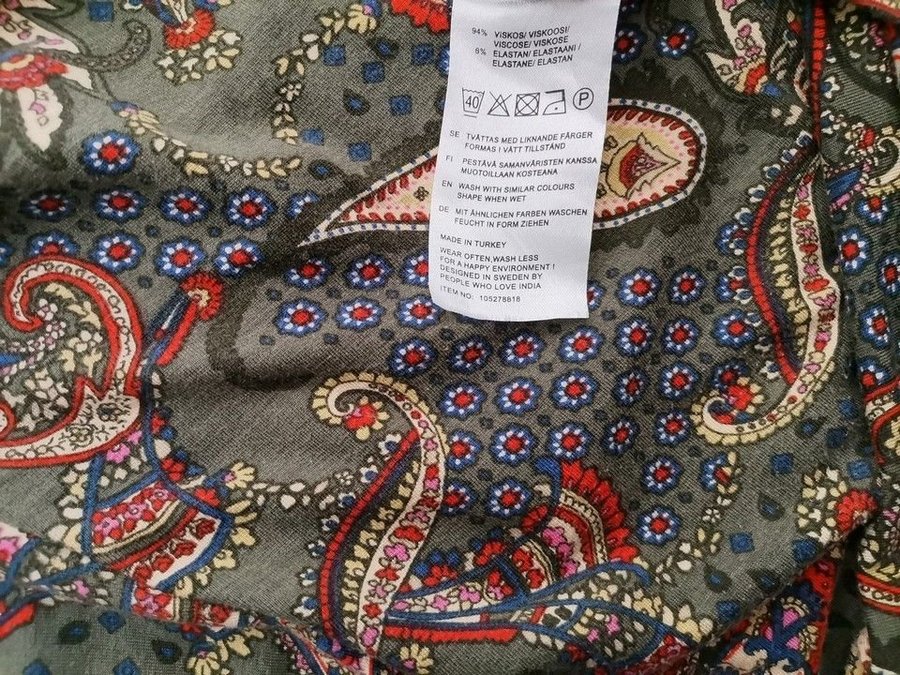 94% VISKOS/ VISKOOSI/
VISCOSE/ VISKOSE
6% ELASTAN/ ELASTAANI/
ELASTANE/ ELASTAN
40 P
SE TVÄTTAS MED LIKNANDE FÄRGER
FORMAS I VÅTT TILLSTÅND
FI PESTÄVÄ SAMANVÄRISTEN KANSSA
MUOTOILLAAN KOSTEANA
EN WASH WITH SIMILAR COLOURS
SHAPE WHEN WET
DE MIT ÄHNLICHEN FARBEN WASCHEN
FEUCHT IN FORM ZIEHEN
MADE IN TURKEY
WEAR OFTEN,WASH LESS
FOR A HAPPY ENVIRONMENT !
DESIGNED IN SWEDEN BY
PEOPLE WHO LOVE INDIA
ITEM NO: 105278818